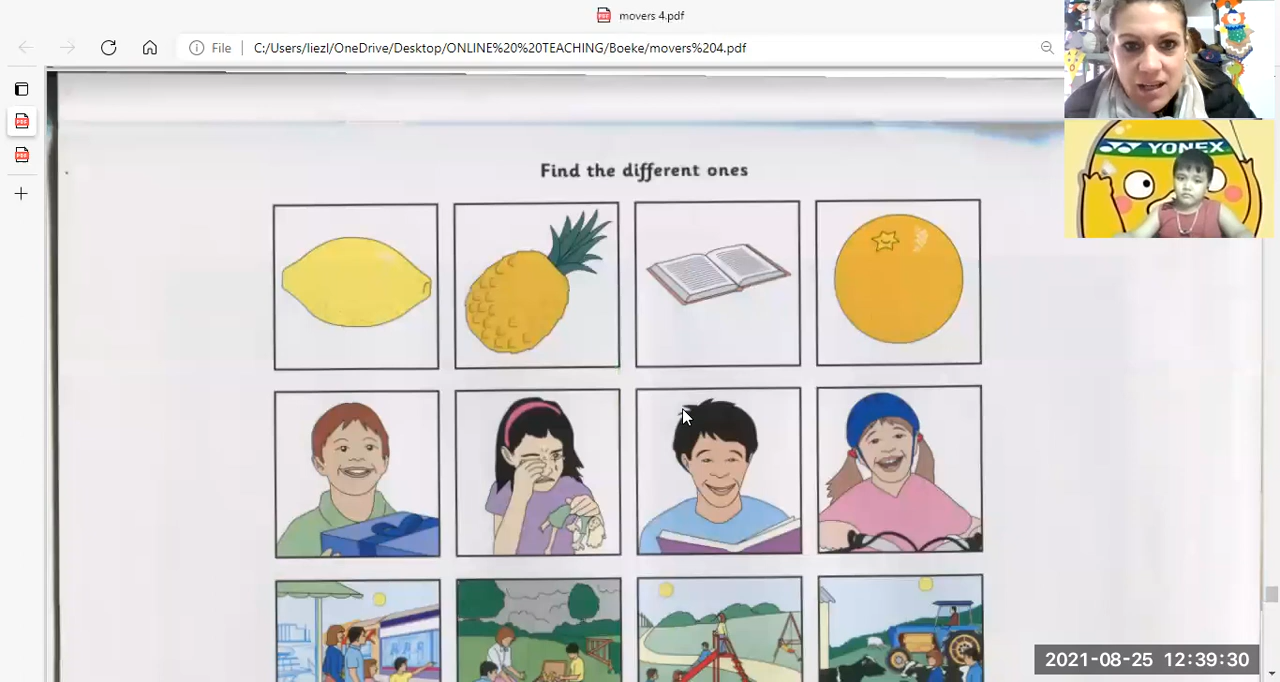 movers 4.pdf
File
C:/Users/liezl/OneDrive/Desktop/ONLINE%20%20TEACHING/Boeke/movers%204.pdf
YONEX
Find the different ones
2021-08-25 12:39:30